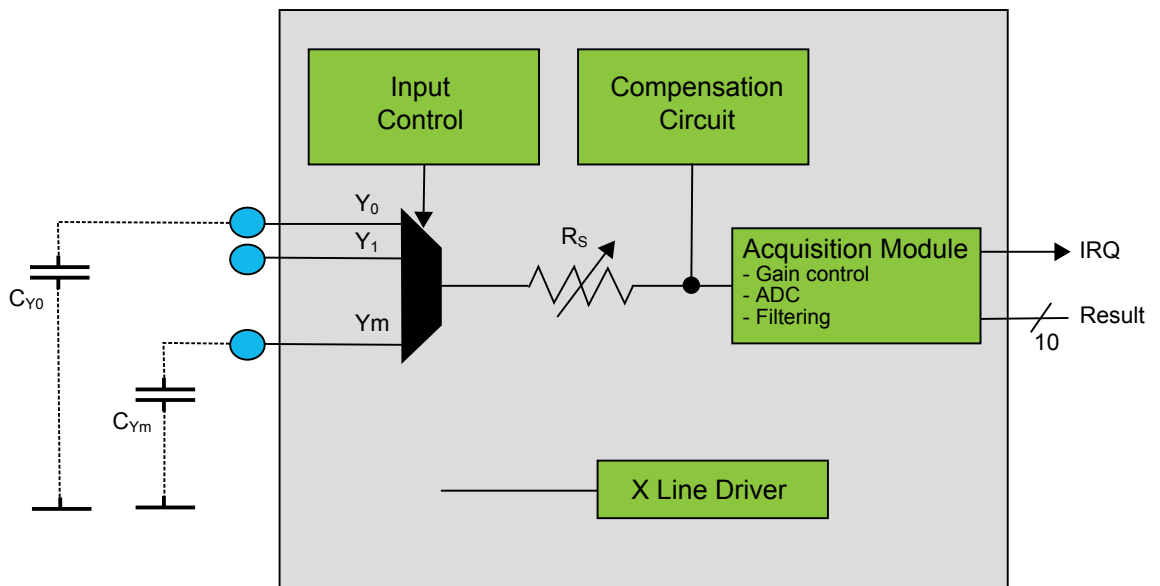 Input
Control
Compensation
Circuit
Y0
Y1
Ym
RS
Acquisition Module
- Gain control
- ADC
- Filtering
IRQ
Result
10
CY0
CYm
X Line Driver